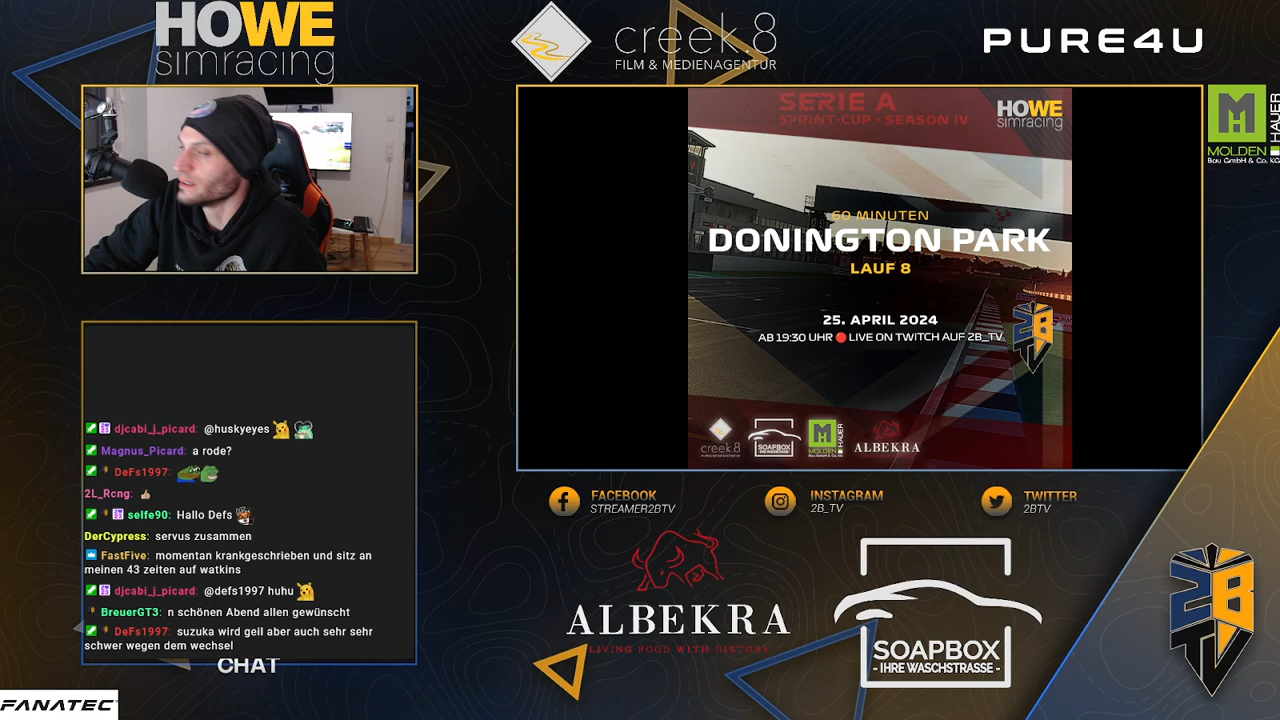 HOWE
simracing
creek.8
FILM & MEDIENAGENTUR
PURE4U
SERIE A
SPRINT-CUP - SEASON IV
HOWE
simracing
M
HAUER
MOLDEN
Bau GmbH & Co. KG
60 MINUTEN
DONINGTON PARK
LAUF 8
25. APRIL 2024
AB 19:30 UHR 🔴 LIVE ON TWITCH AUF 2B_TV
2B
creek.8
SOAPBOX
M
HAUER
MOLDEN
ALBEKRA
djcabi_j_picard: @huskyeyes
Magnus_Picard: a rode?
DeFs1997:
2L_Rcng: 👍
selfe90: Hallo Defs
DerCypress: servus zusammen
FastFive: momentan krankgeschrieben und sitz an
meinen 43 zeiten auf watkins
djcabi_j_picard: @defs1997 huhu
BreuerGT3: n schönen Abend allen gewünscht
DeFs1997: suzuka wird geil aber auch sehr sehr
schwer wegen dem wechsel
CHAT
FACEBOOK
STREAMER2BTV
INSTAGRAM
2B_TV
TWITTER
2BTV
ALBEKRA
LIVING FOOD WITH HISTORY
SOAPBOX
- IHRE WASCHSTRASSE -
2B
TV
FANATEC